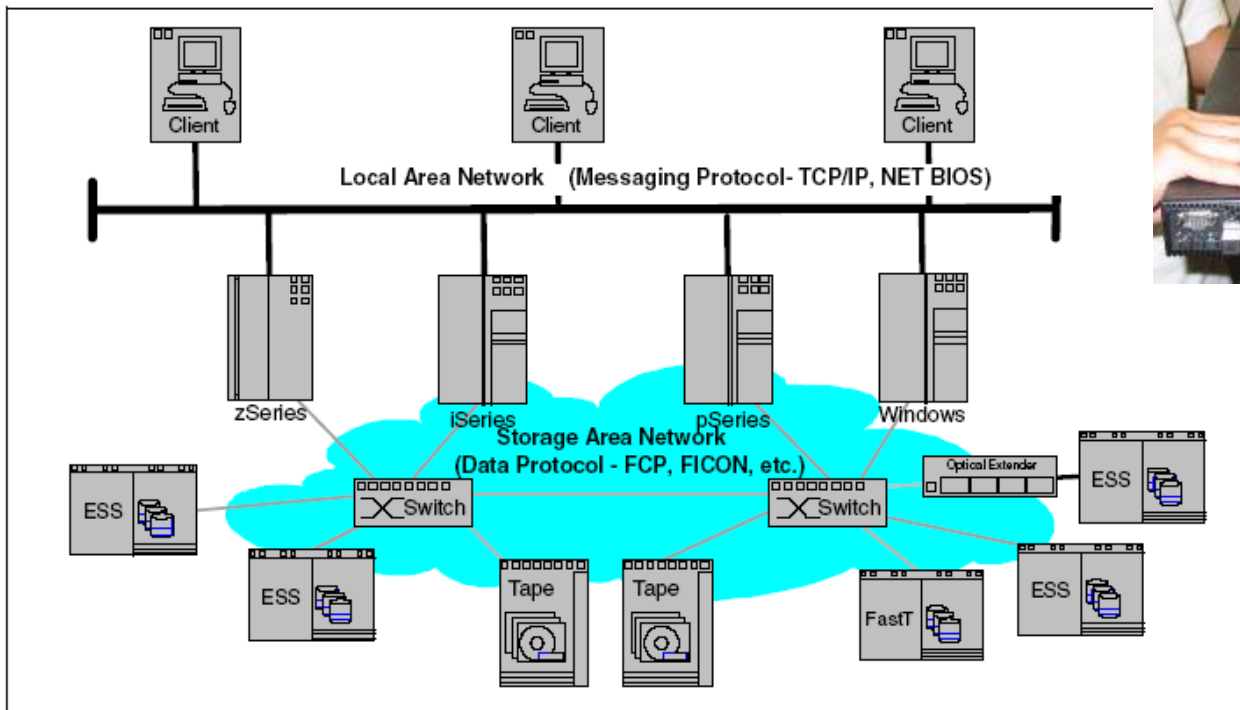 Client
Client
Client
Local Area Network (Messaging Protocol- TCP/IP, NET BIOS)
zSeries
iSeries
pSeries
Windows
Storage Area Network
(Data Protocol - FCP, FICON, etc.)
Optical Extender
ESS
ESS
Switch
Switch
ESS
Tape
Tape
FastT
ESS